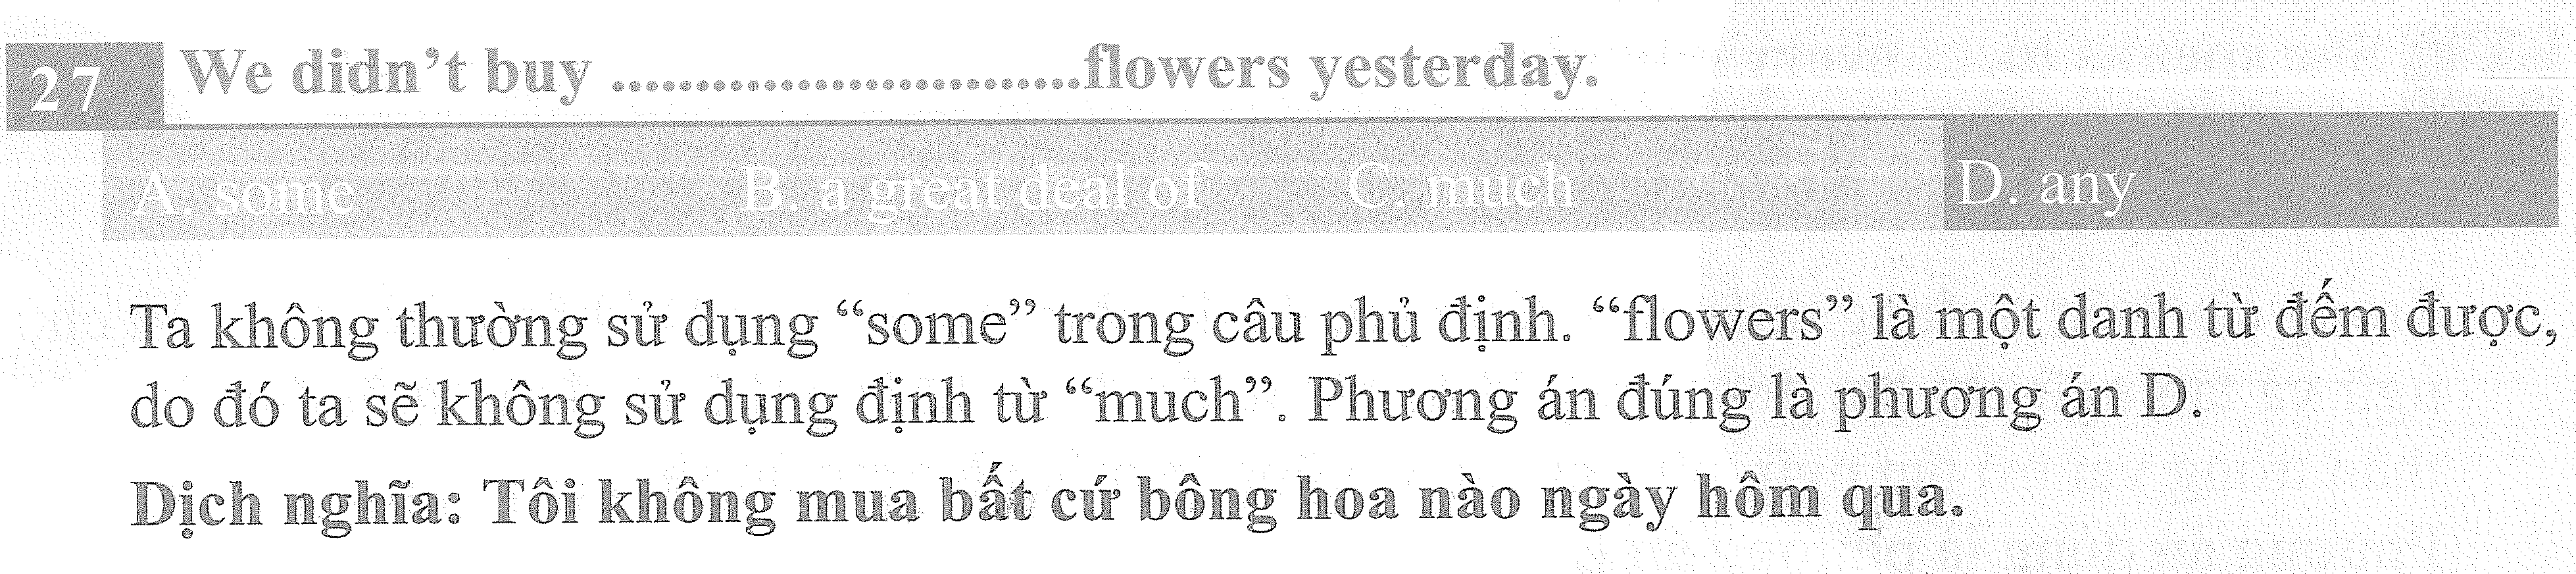 27 We didn't buy ............................flowers yesterday.
A. some B. a great deal of C. much D. any
Ta không thường sử dụng “some” trong câu phủ định. “flowers” là một danh từ đếm được,
do đó ta sẽ không sử dụng định từ “much”. Phương án đúng là phương án D.
Dịch nghĩa: Tôi không mua bất cứ bông hoa nào ngày hôm qua.